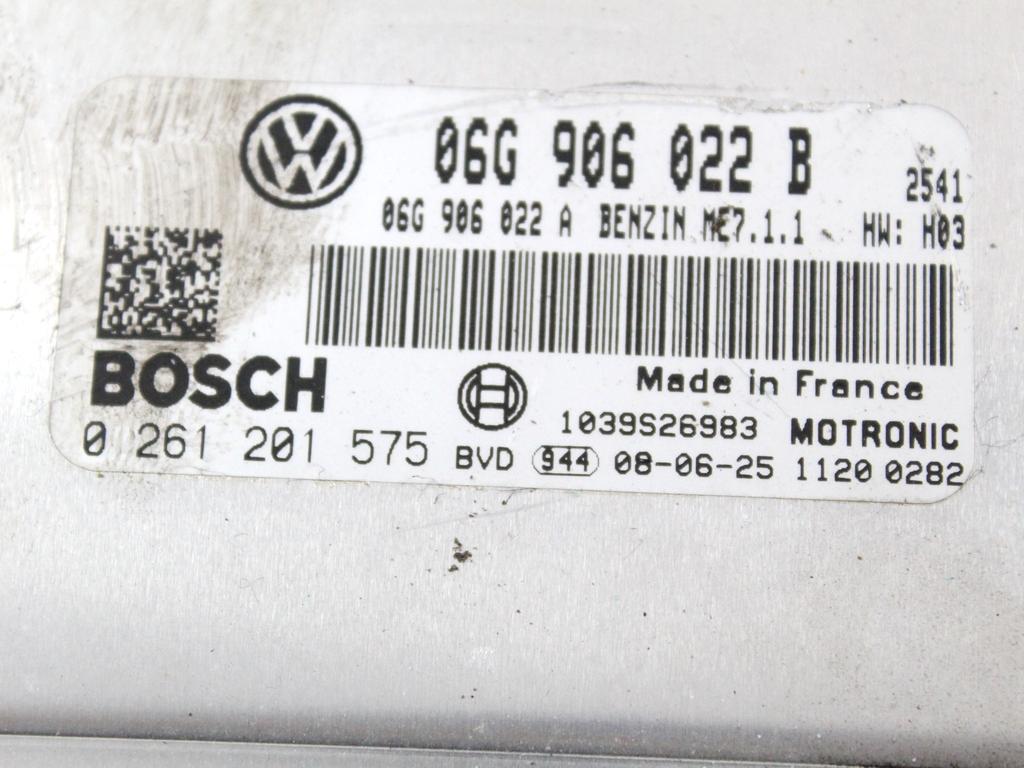 06G 906 022 B
2541
06G 906 022 A BENZIN ME7.1.1 HW: H03
BOSCH
Made in France
1039S26983 MOTRONIC
0 261 201 575 BVD 944 08-06-25 1120 0282